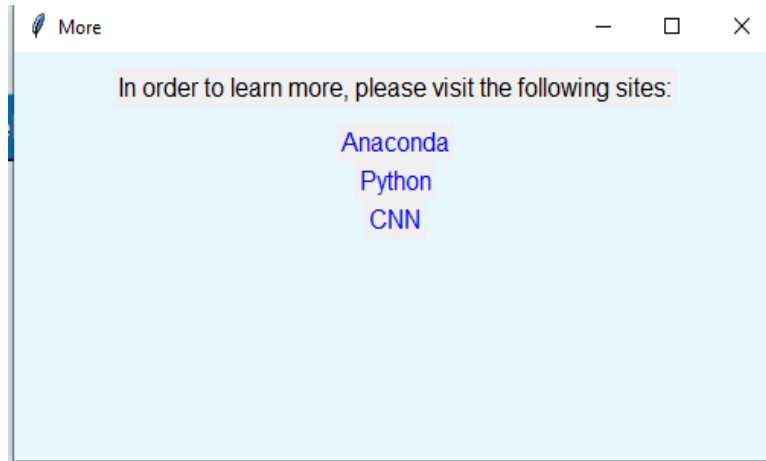 More
In order to learn more, please visit the following sites:
Anaconda
Python
CNN